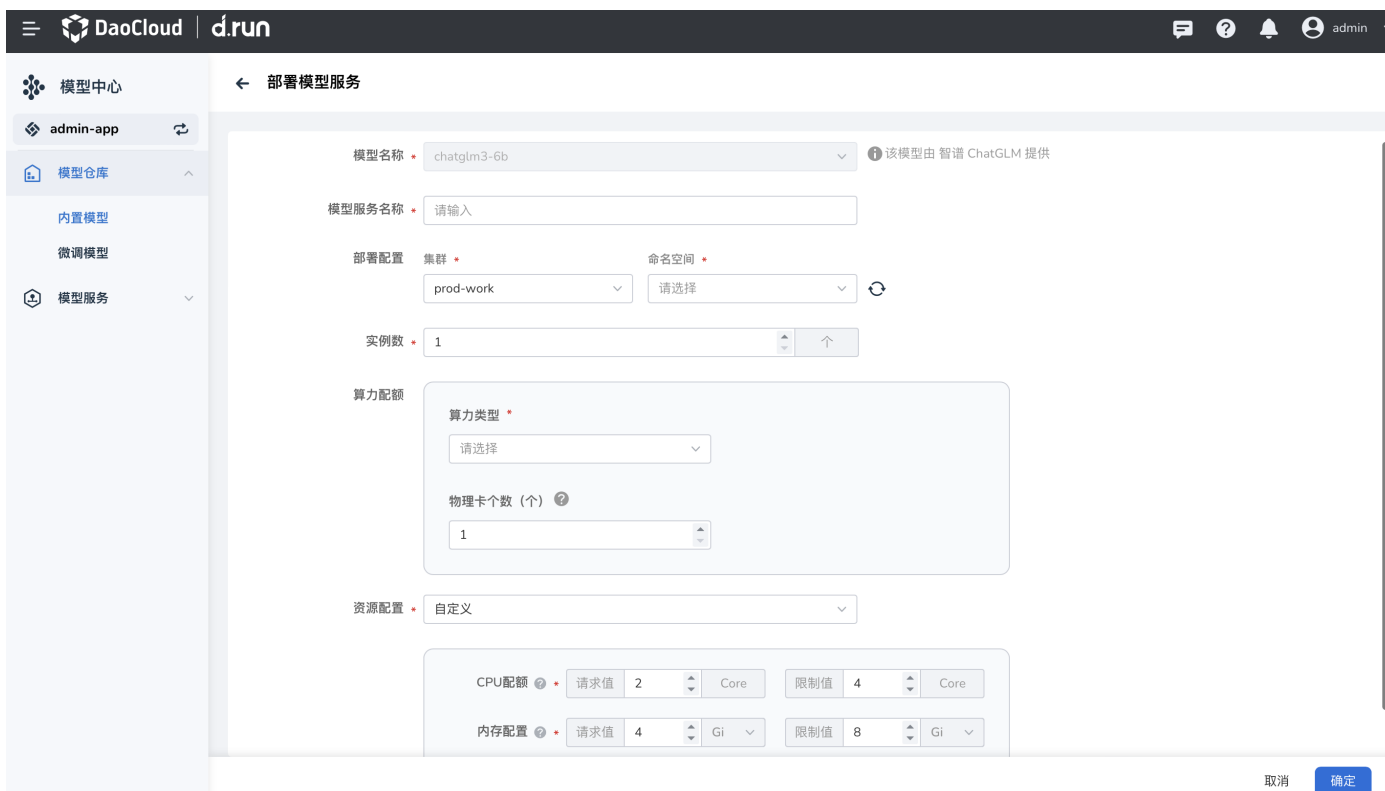 DaoCloud d.run
admin
模型中心
admin-app
模型仓库
内置模型
微调模型
模型服务
部署模型服务
模型名称 * chatglm3-6b 该模型由 智谱 ChatGLM 提供
模型服务名称 * 请输入
部署配置 集群 * 命名空间 *
prod-work 请选择
实例数 * 1 个
算力配额
算力类型 *
请选择
物理卡个数（个）
1
资源配置 * 自定义
CPU配额 * 请求值 2 Core 限制值 4 Core
内存配置 * 请求值 4 Gi 限制值 8 Gi
取消 确定